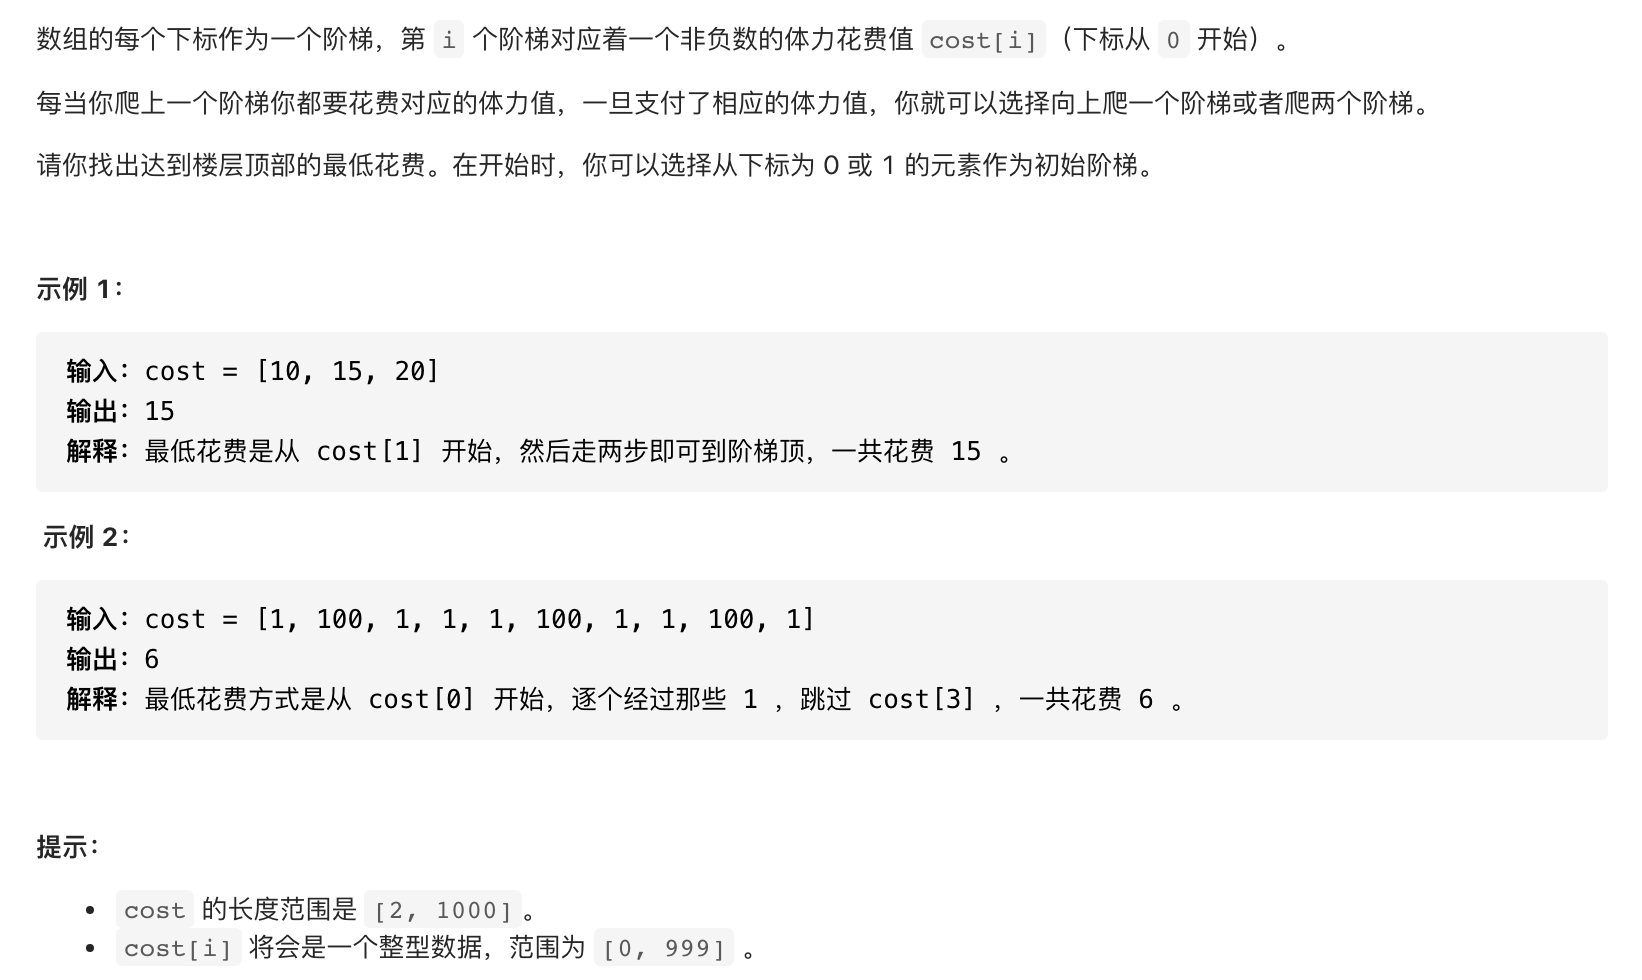 数组的每个下标作为一个阶梯，第 i 个阶梯对应着一个非负数的体力花费值 cost[i]（下标从 0 开始）。
每当你爬上一个阶梯你都要花费对应的体力值，一旦支付了相应的体力值，你就可以选择向上爬一个阶梯或者爬两个阶梯。
请你找出达到楼层顶部的最低花费。在开始时，你可以选择从下标为 0 或 1 的元素作为初始阶梯。
示例 1：
输入：cost = [10, 15, 20]
输出：15
解释：最低花费是从 cost[1] 开始，然后走两步即可到阶梯顶，一共花费 15 。
示例 2：
输入：cost = [1, 100, 1, 1, 1, 100, 1, 1, 100, 1]
输出：6
解释：最低花费方式是从 cost[0] 开始，逐个经过那些 1 ，跳过 cost[3] ，一共花费 6 。
提示：
• cost 的长度范围是 [2, 1000]。
• cost[i] 将会是一个整型数据，范围为 [0, 999] 。